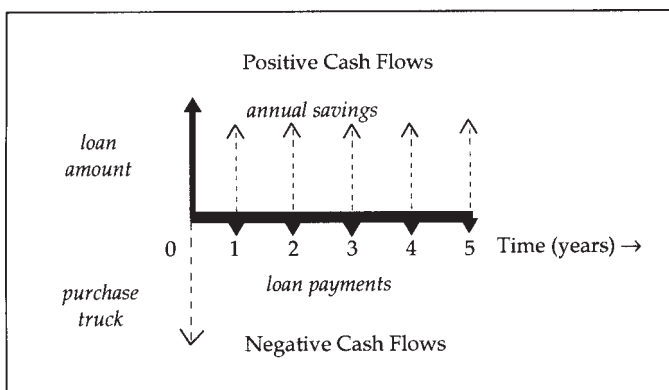 Positive Cash Flows
annual savings
loan
amount
0 1 2 3 4 5 Time (years) →
purchase
truck
loan payments
Negative Cash Flows